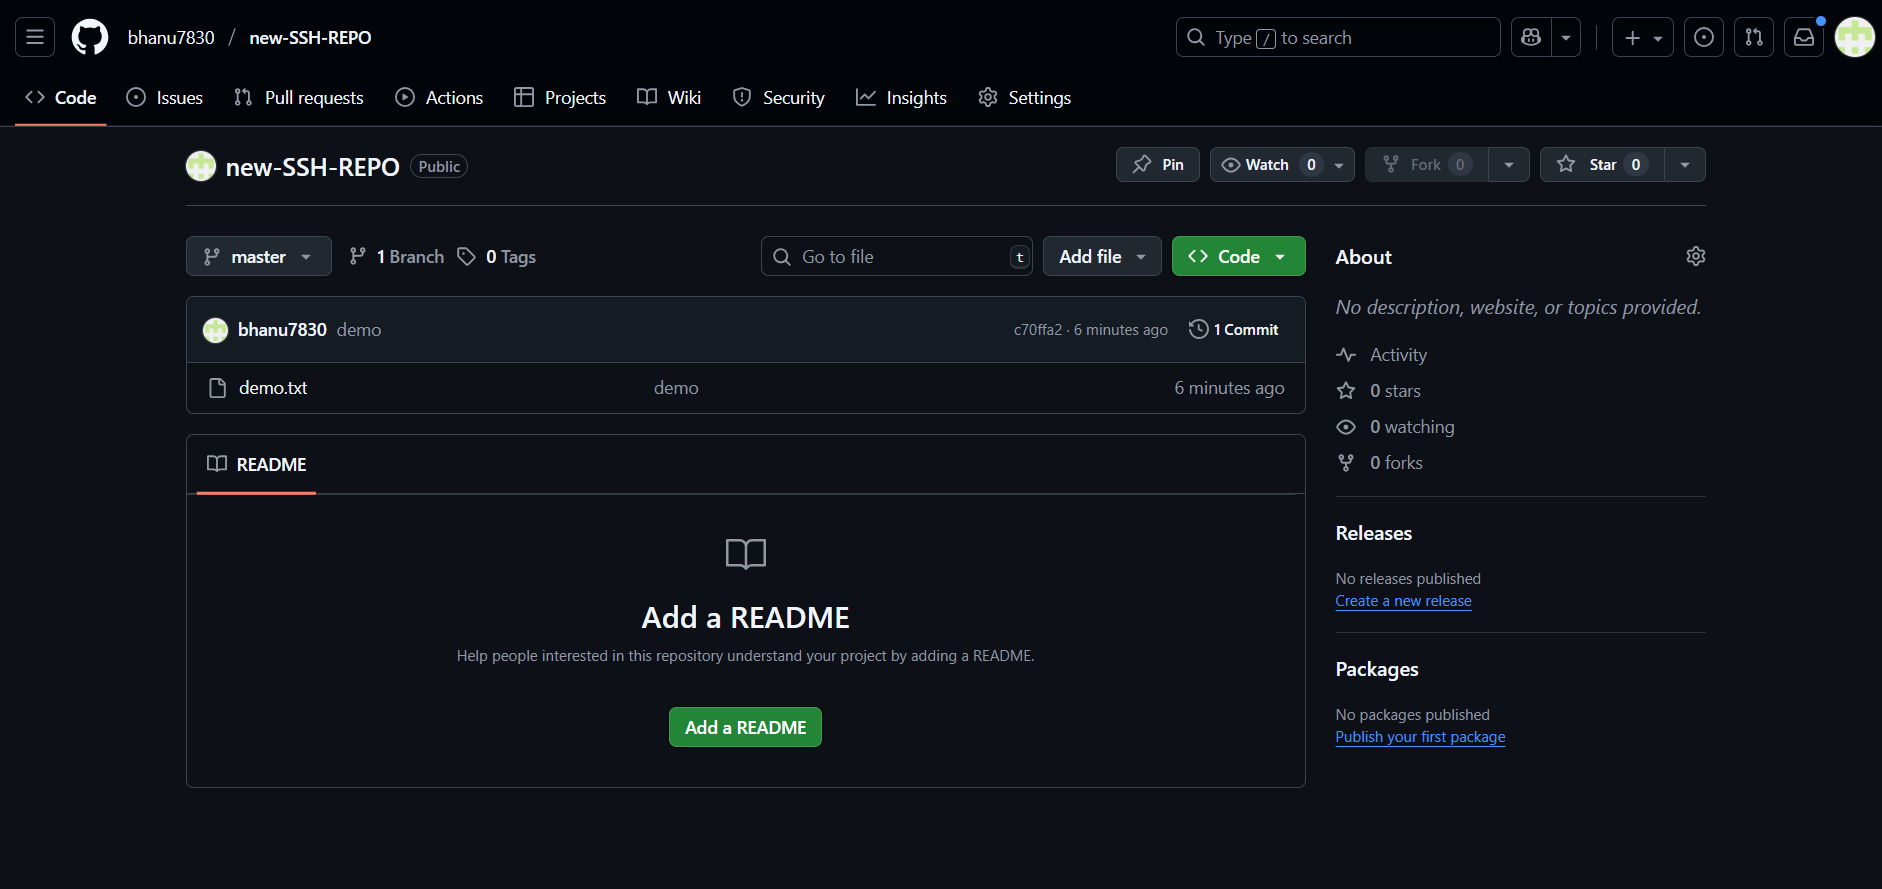 bhanu7830 / new-SSH-REPO
Type / to search
Code Issues Pull requests Actions Projects Wiki Security Insights Settings
new-SSH-REPO Public
Pin Watch 0 Fork 0 Star 0
master 1 Branch 0 Tags Go to file t Add file Code
bhanu7830 demo c70ffa2 · 6 minutes ago 1 Commit
demo.txt demo 6 minutes ago
README
Add a README
Help people interested in this repository understand your project by adding a README.
Add a README
About
No description, website, or topics provided.
Activity
0 stars
0 watching
0 forks
Releases
No releases published
Create a new release
Packages
No packages published
Publish your first package